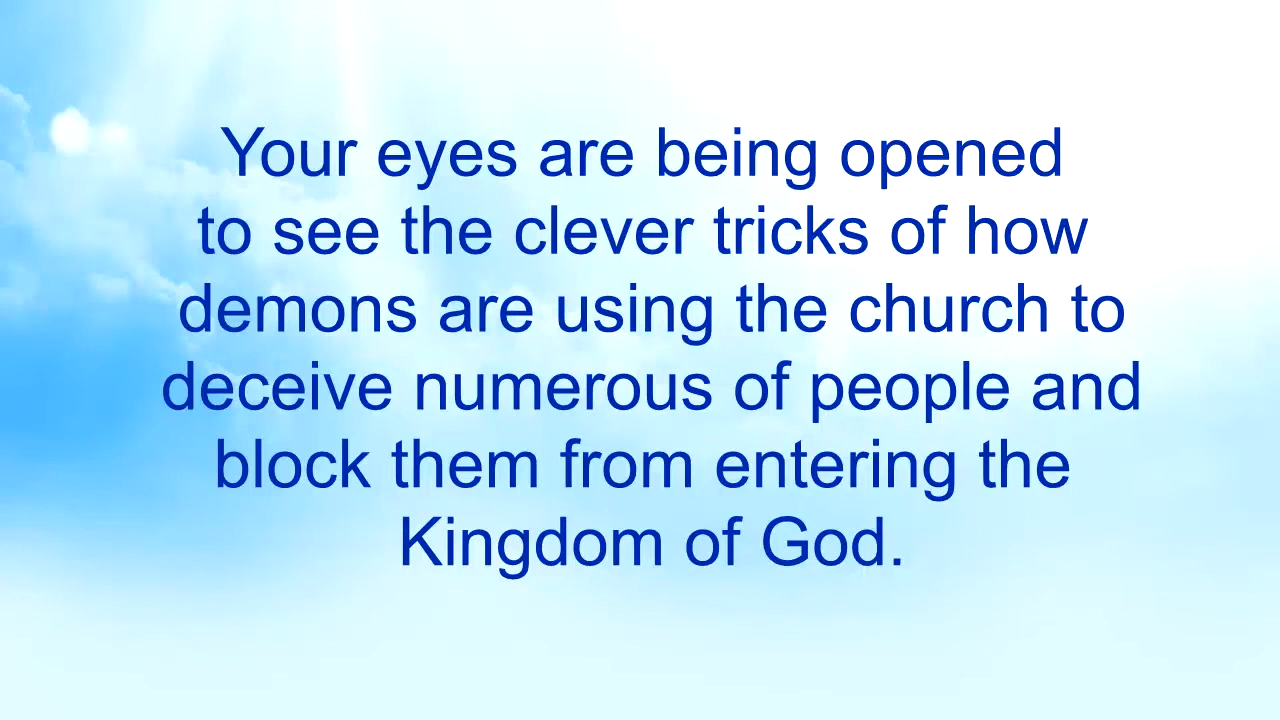 Your eyes are being opened
to see the clever tricks of how
demons are using the church to
deceive numerous of people and
block them from entering the
Kingdom of God.